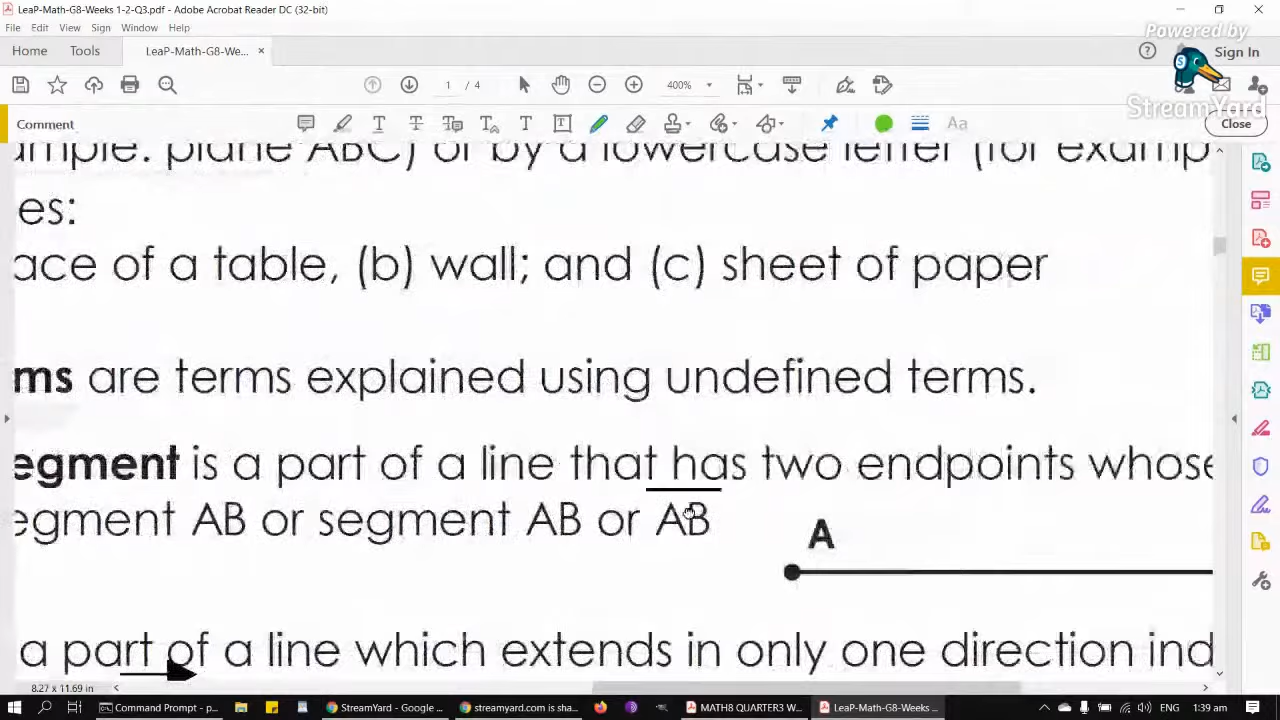 LeaP-Math-G8-Weeks 1-2-Q3.pdf - Adobe Acrobat Reader DC (32-bit)
File Edit View Sign Window Help
Powered by
Home Tools LeaP-Math-G8-We... × Sign In
1 / 4 400%
StreamYard
Comment Aa Close
ample: plane ABC) or by a lowercase letter (for examp
es:
ace of a table, (b) wall; and (c) sheet of paper
ms are terms explained using undefined terms.
egment is a part of a line that has two endpoints whose
egment AB or segment AB or AB
A
a part of a line which extends in only one direction ind
8.27 x 11.69 in
Command Prompt - p... StreamYard - Google ... streamyard.com is sha... MATH8 QUARTER3 W... LeaP-Math-G8-Weeks ... ENG 1:39 am